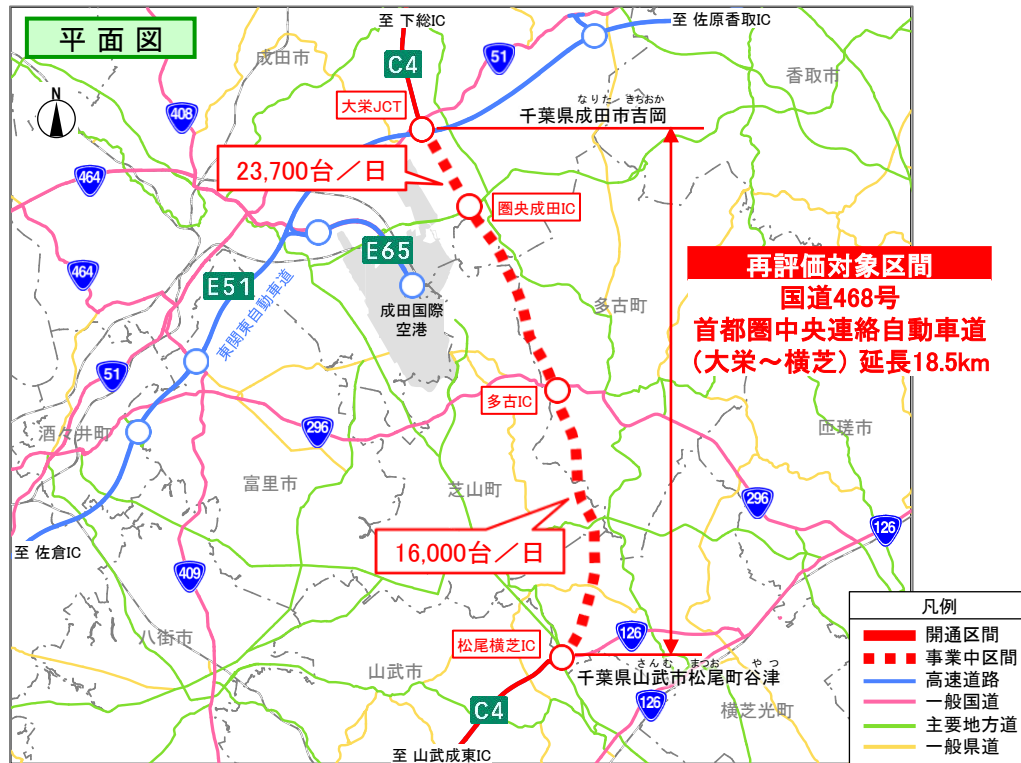 平面図
N
至 下総IC
C4
大栄JCT
成田市
51
至 佐原香取IC
香取市
なりた きちおか
千葉県成田市吉岡
408
464
23,700台／日
圏央成田IC
464
E65
E51
東関東自動車道
成田国際
空港
多古町
再評価対象区間
国道468号
首都圏中央連絡自動車道
(大栄～横芝) 延長18.5km
51
多古IC
酒々井町
296
匝瑳市
富里市
芝山町
296
126
16,000台／日
至 佐倉IC
409
八街市
松尾横芝IC
126
さんむ まつお やつ
千葉県山武市松尾町谷津
山武市
C4
126
横芝光町
至 山武成東IC
凡例
開通区間
事業中区間
高速道路
一般国道
主要地方道
一般県道